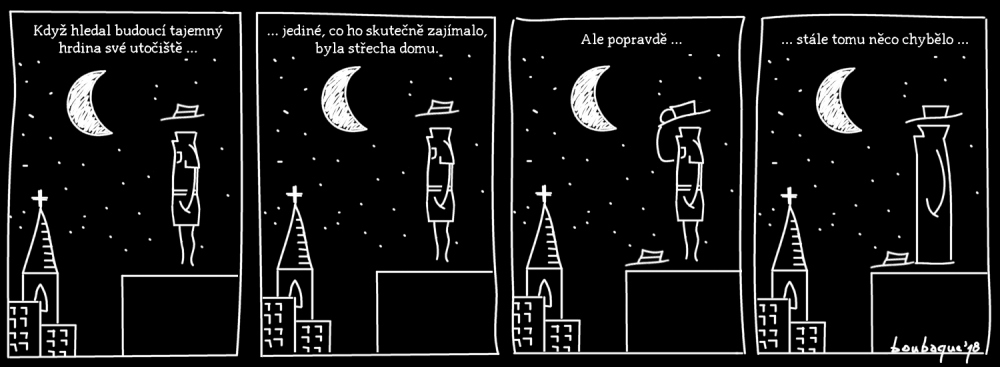 Když hledal budoucí tajemný
hrdina své utočiště ...
... jediné, co ho skutečně zajímalo,
byla střecha domu.
Ale popravdě ...
... stále tomu něco chybělo ...
boubaque'18